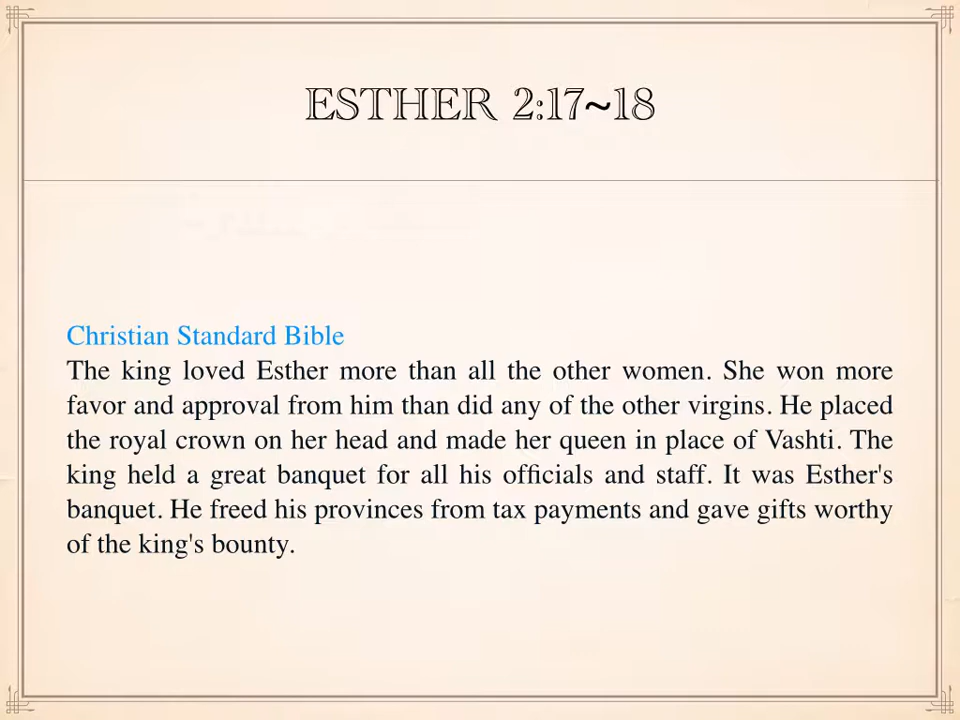 ESTHER 2:17~18
Christian Standard Bible
The king loved Esther more than all the other women. She won more
favor and approval from him than did any of the other virgins. He placed
the royal crown on her head and made her queen in place of Vashti. The
king held a great banquet for all his officials and staff. It was Esther's
banquet. He freed his provinces from tax payments and gave gifts worthy
of the king's bounty.